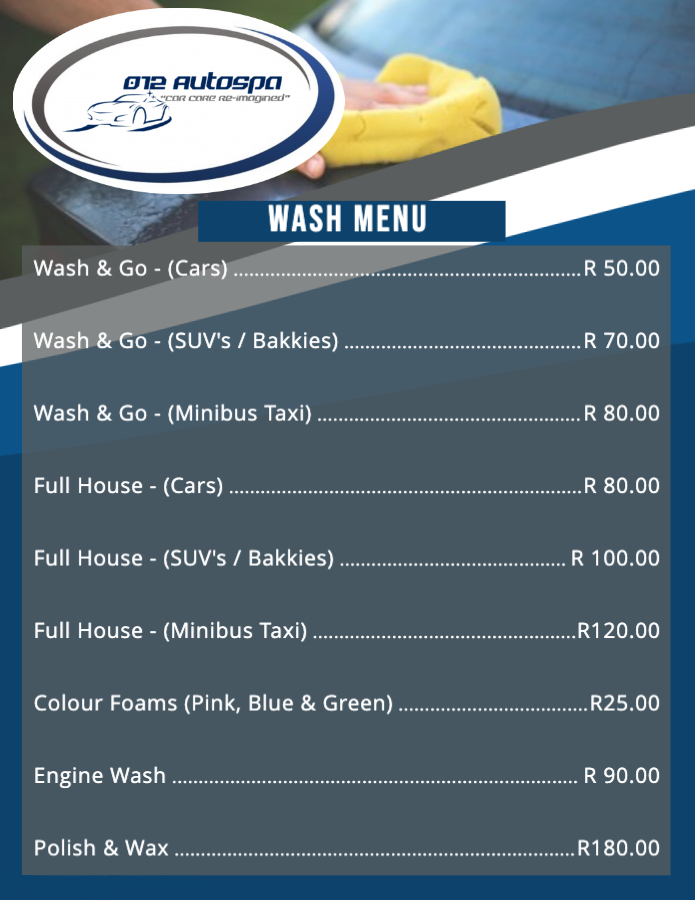 012 AUTOSPA
"CAR CARE RE-IMAGINED"
WASH MENU
Wash & Go - (Cars) ........................................................................R 50.00
Wash & Go - (SUV's / Bakkies) ................................................R 70.00
Wash & Go - (Minibus Taxi) ......................................................R 80.00
Full House - (Cars) .........................................................................R 80.00
Full House - (SUV's / Bakkies) .............................................. R 100.00
Full House - (Minibus Taxi) ......................................................R120.00
Colour Foams (Pink, Blue & Green) .......................................R25.00
Engine Wash ................................................................................. R 90.00
Polish & Wax ................................................................................R180.00